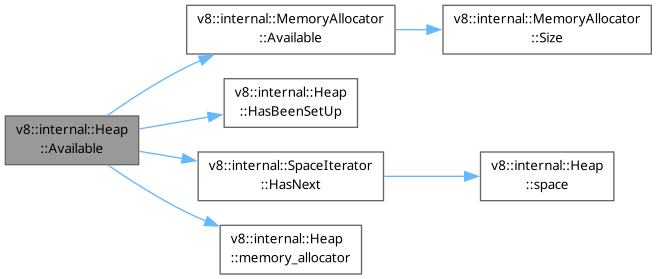 v8::internal::Heap
::Available
v8::internal::MemoryAllocator
::Available
v8::internal::MemoryAllocator
::Size
v8::internal::Heap
::HasBeenSetUp
v8::internal::SpaceIterator
::HasNext
v8::internal::Heap
::space
v8::internal::Heap
::memory_allocator